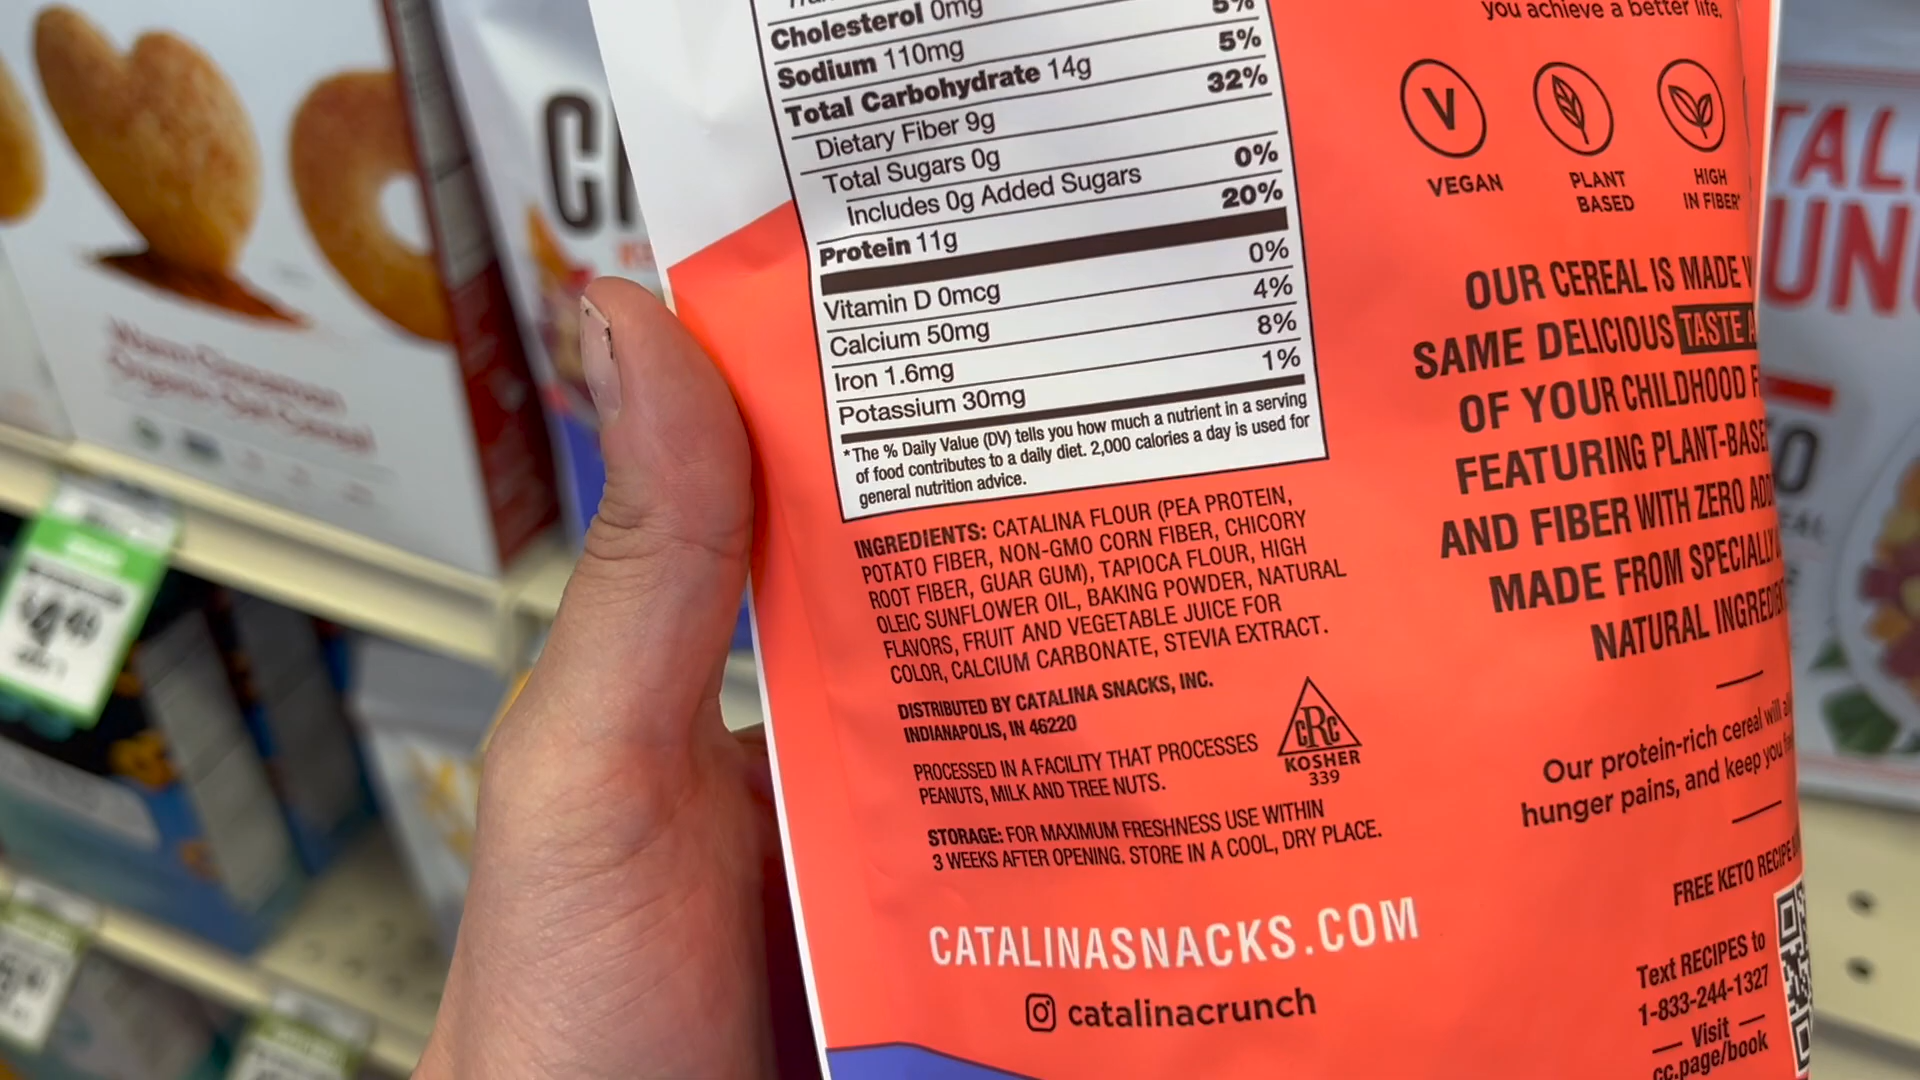 Cholesterol 0mg
Sodium 110mg 5%
Total Carbohydrate 14g 5%
Dietary Fiber 9g 32%
Total Sugars 0g
Includes 0g Added Sugars 0%
Protein 11g 20%
Vitamin D 0mcg 0%
Calcium 50mg 4%
Iron 1.6mg 8%
Potassium 30mg 1%
*The % Daily Value (DV) tells you how much a nutrient in a serving
of food contributes to a daily diet. 2,000 calories a day is used for
general nutrition advice.
INGREDIENTS: CATALINA FLOUR (PEA PROTEIN,
POTATO FIBER, NON-GMO CORN FIBER, CHICORY
ROOT FIBER, GUAR GUM), TAPIOCA FLOUR, HIGH
OLEIC SUNFLOWER OIL, BAKING POWDER, NATURAL
FLAVORS, FRUIT AND VEGETABLE JUICE FOR
COLOR, CALCIUM CARBONATE, STEVIA EXTRACT.
DISTRIBUTED BY CATALINA SNACKS, INC.
INDIANAPOLIS, IN 46220
PROCESSED IN A FACILITY THAT PROCESSES
PEANUTS, MILK AND TREE NUTS.
cRc
KOSHER
339
STORAGE: FOR MAXIMUM FRESHNESS USE WITHIN
3 WEEKS AFTER OPENING. STORE IN A COOL, DRY PLACE.
CATALINASNACKS.COM
catalinacrunch
you achieve a better life.
V
VEGAN
PLANT
BASED
HIGH
IN FIBER*
OUR CEREAL IS MADE
SAME DELICIOUS TASTE
OF YOUR CHILDHOOD
FEATURING PLANT-BASE
AND FIBER WITH ZERO
MADE FROM SPECIALLY
NATURAL
Our protein-rich cereal will
hunger pains, and keep you
FREE KETO RECIPE
Text RECIPES to
1-833-244-1327
Visit
cc.page/book